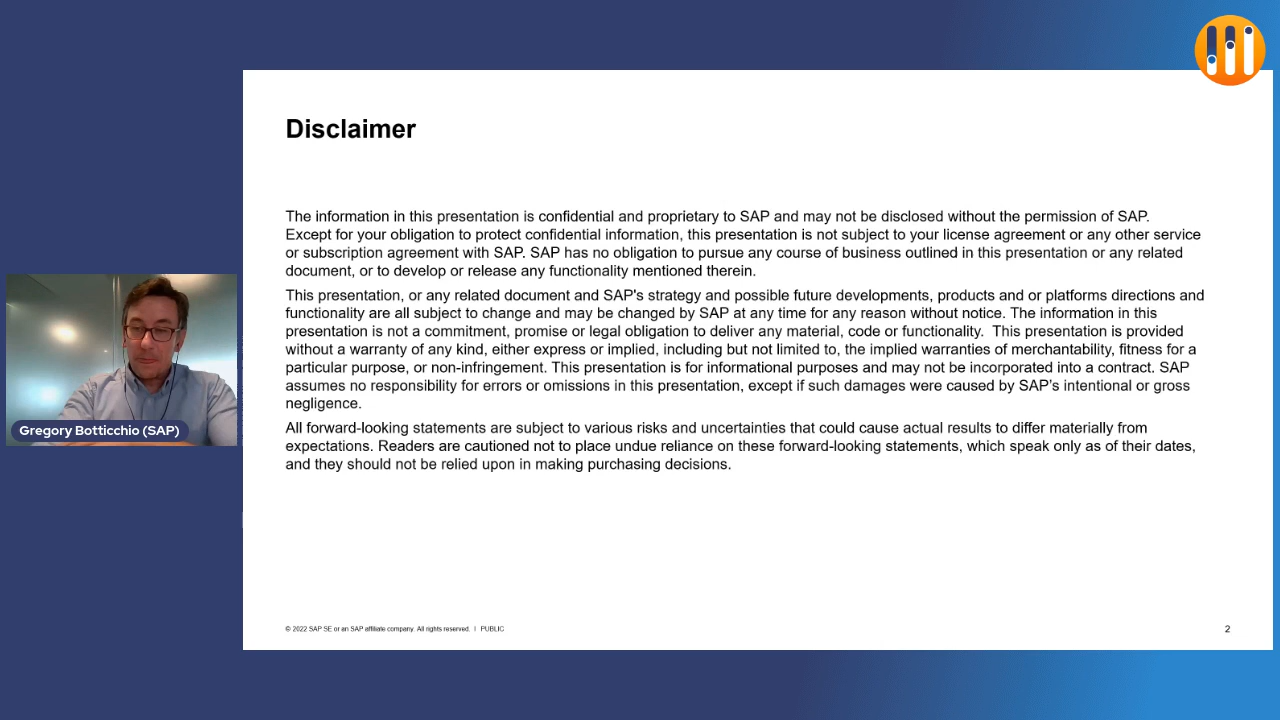 Disclaimer
The information in this presentation is confidential and proprietary to SAP and may not be disclosed without the permission of SAP.
Except for your obligation to protect confidential information, this presentation is not subject to your license agreement or any other service
or subscription agreement with SAP. SAP has no obligation to pursue any course of business outlined in this presentation or any related
document, or to develop or release any functionality mentioned therein.
This presentation, or any related document and SAP's strategy and possible future developments, products and or platforms directions and
functionality are all subject to change and may be changed by SAP at any time for any reason without notice. The information in this
presentation is not a commitment, promise or legal obligation to deliver any material, code or functionality.  This presentation is provided
without a warranty of any kind, either express or implied, including but not limited to, the implied warranties of merchantability, fitness for a
particular purpose, or non-infringement. This presentation is for informational purposes and may not be incorporated into a contract. SAP
assumes no responsibility for errors or omissions in this presentation, except if such damages were caused by SAP’s intentional or gross
negligence.
All forward-looking statements are subject to various risks and uncertainties that could cause actual results to differ materially from
expectations. Readers are cautioned not to place undue reliance on these forward-looking statements, which speak only as of their dates,
and they should not be relied upon in making purchasing decisions.
Gregory Botticchio (SAP)
© 2022 SAP SE or an SAP affiliate company. All rights reserved. | PUBLIC
2